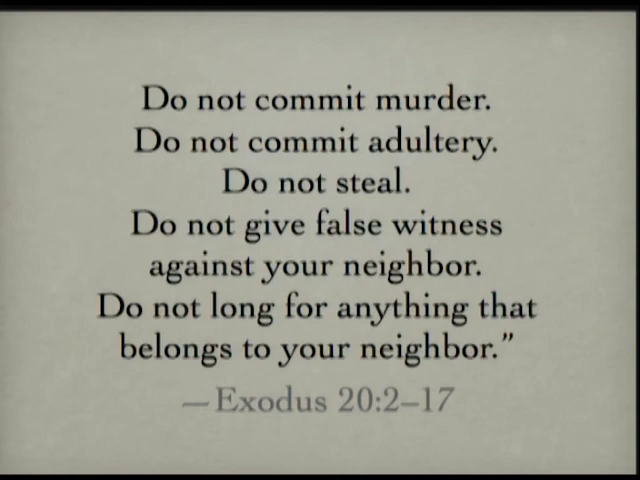 Do not commit murder.
Do not commit adultery.
Do not steal.
Do not give false witness
against your neighbor.
Do not long for anything that
belongs to your neighbor.”
—Exodus 20:2–17